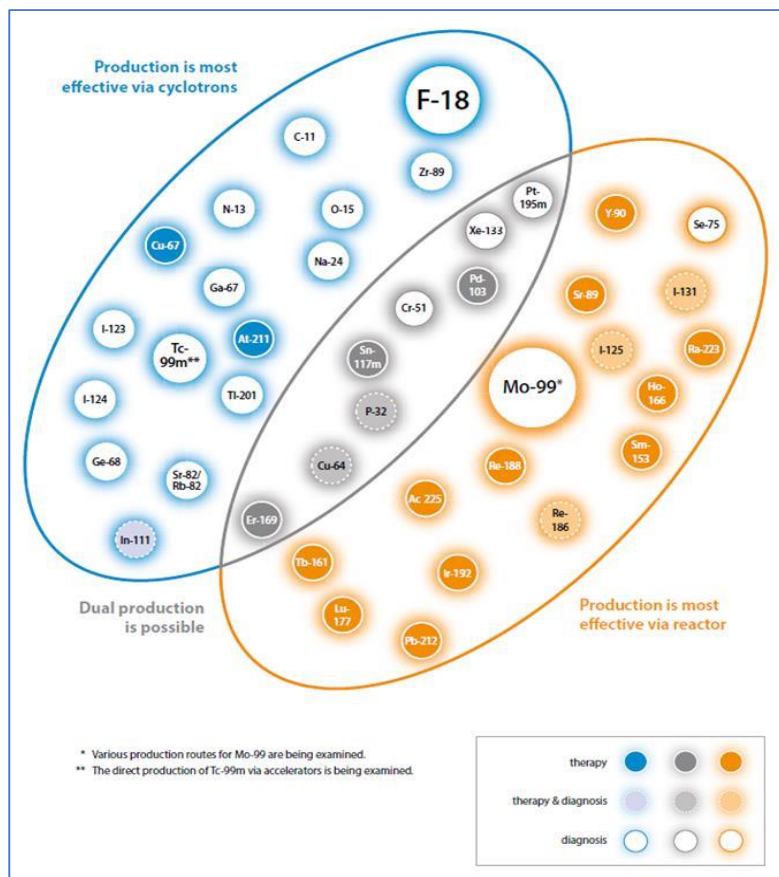 Production is most
effective via cyclotrons
F-18
C-11
Zr-89
Pt-
195m
N-13
O-15
Y-90
Se-75
Xe-133
Cu-67
Na-24
Ga-67
Pd-
103
Sr-89
I-131
Cr-51
I-123
At-211
Tc-
99m**
Sn-
117m
I-125
Ra-223
Mo-99*
I-124
Tl-201
P-32
Ho-
166
Ge-68
Sr-82/
Rb-82
Cu-64
Re-188
Sm-
153
Ac 225
In-111
Er-169
Re-
186
Tb-161
Ir-192
Dual production
is possible
Lu-
177
Pb-212
Production is most
effective via reactor
* Various production routes for Mo-99 are being examined.
** The direct production of Tc-99m via accelerators is being examined.
therapy
therapy & diagnosis
diagnosis